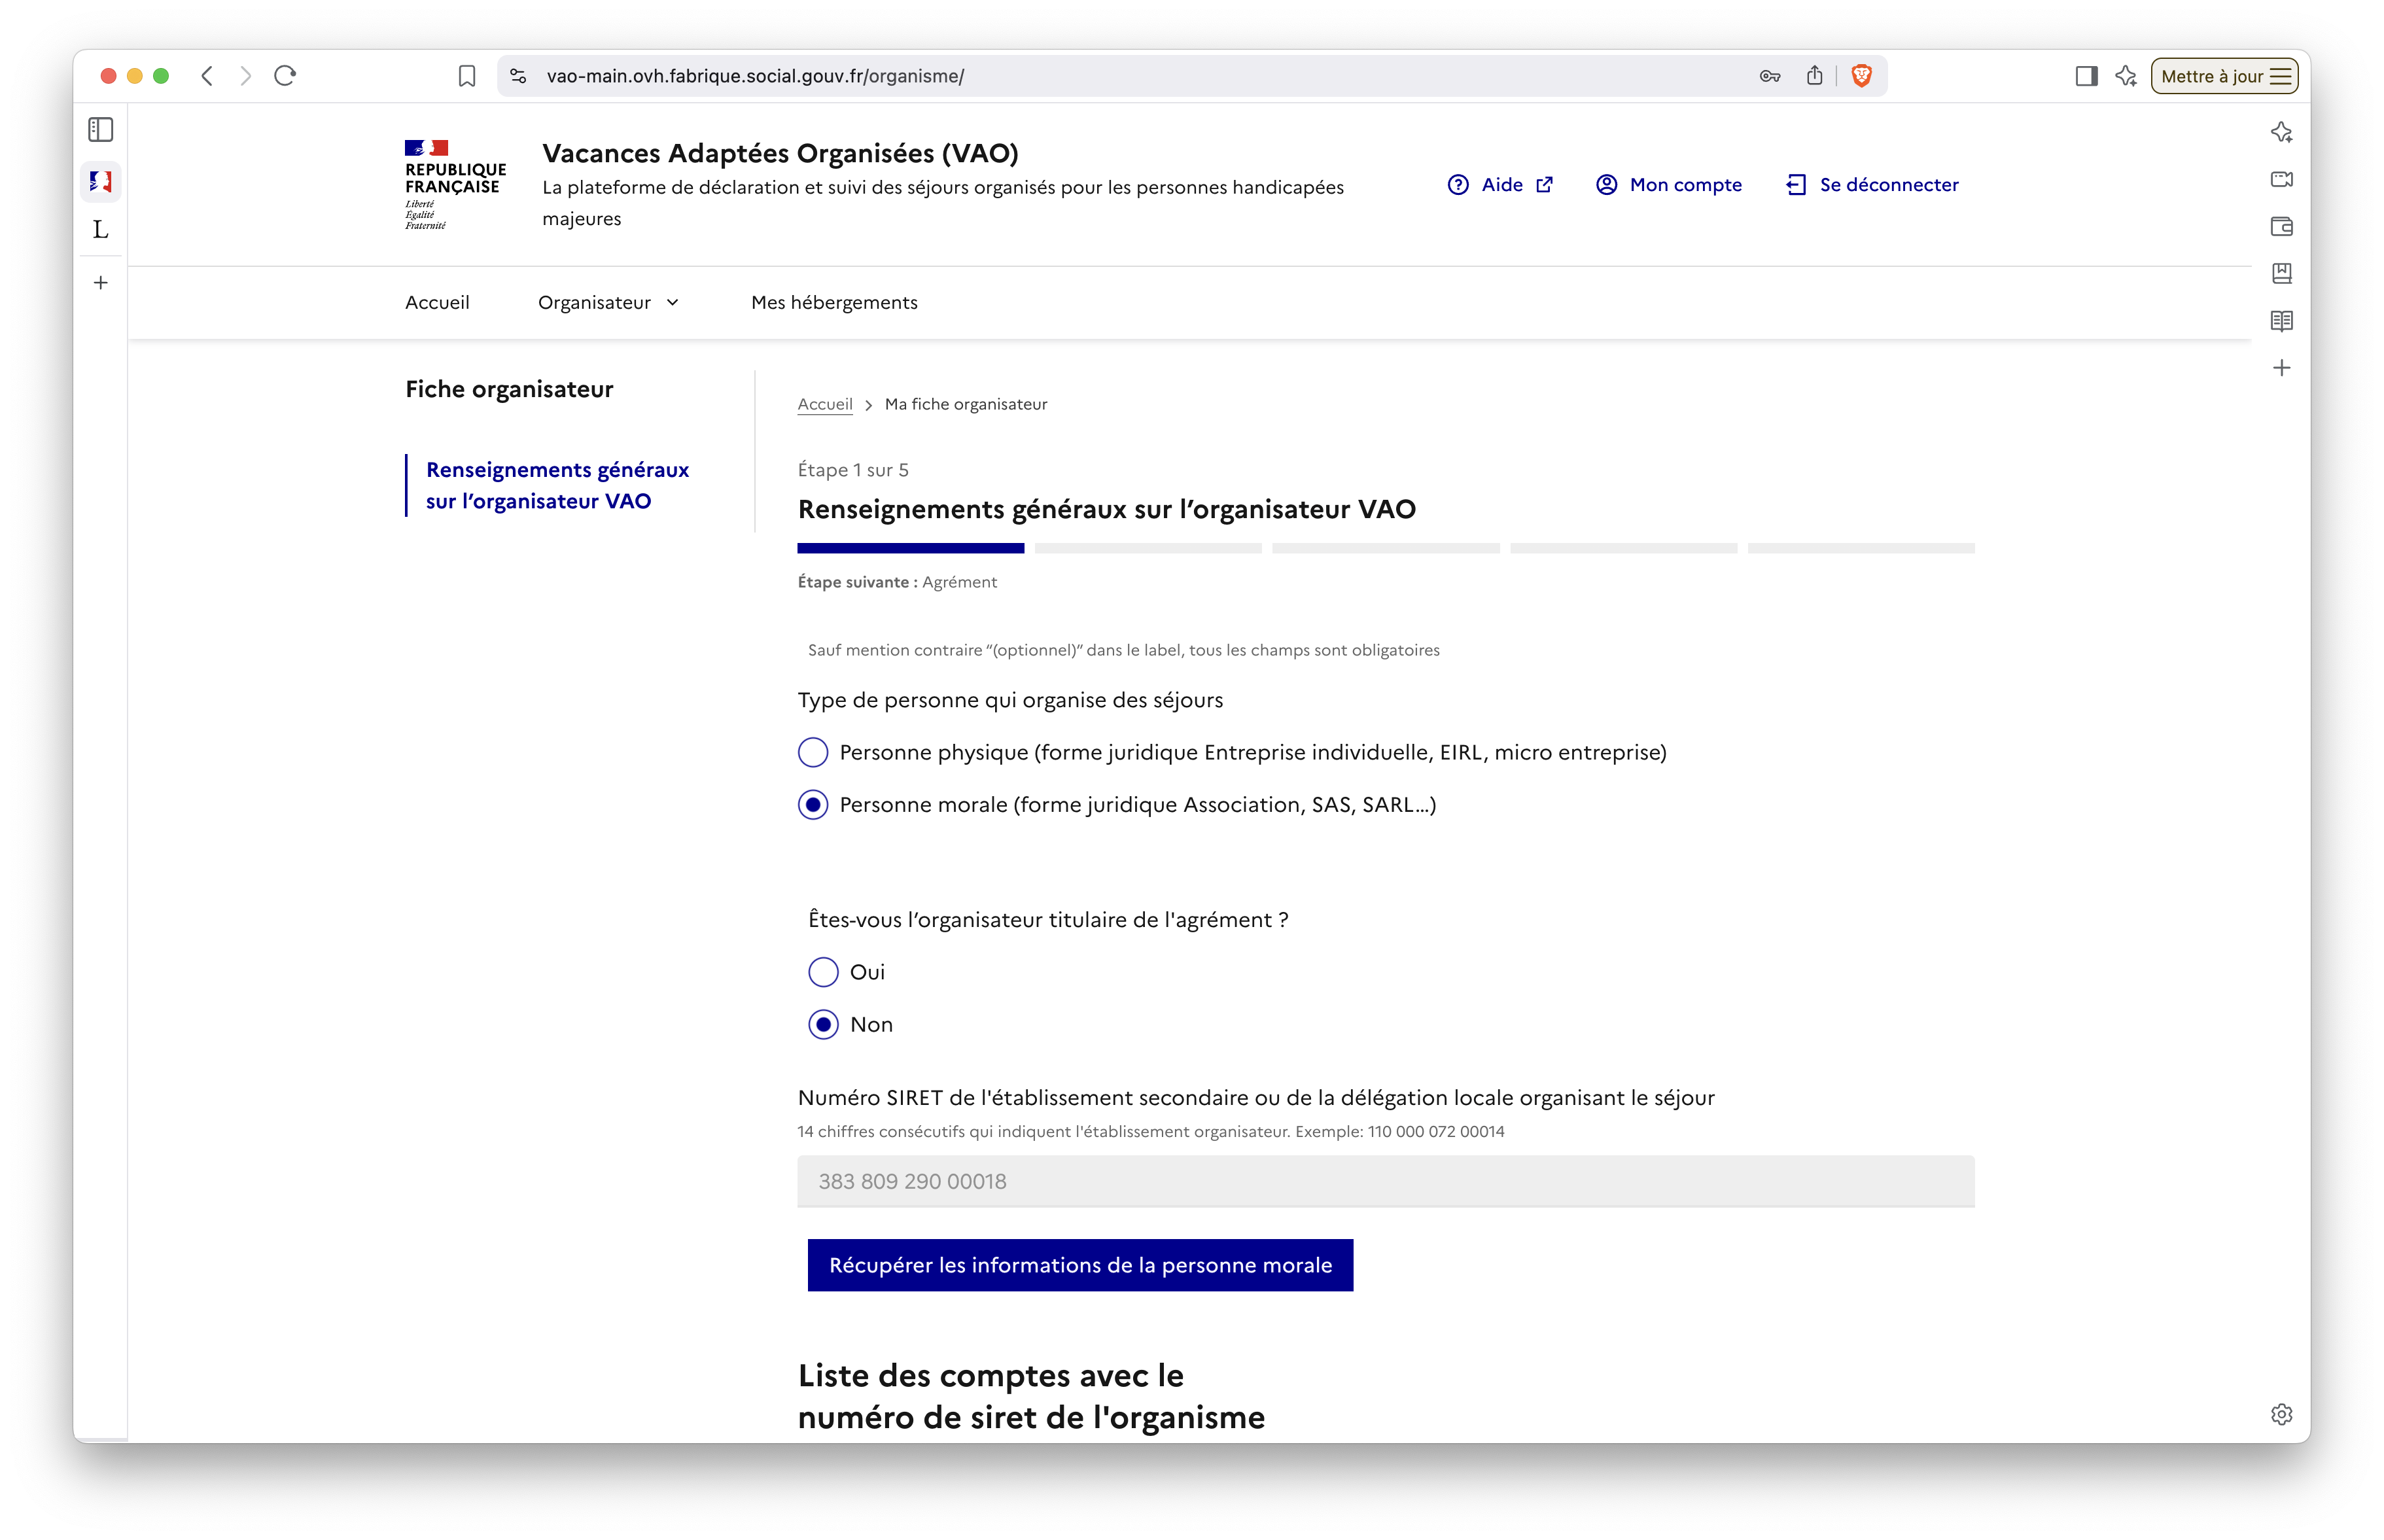 vao-main.ovh.fabrique.social.gouv.fr/organisme/
Mettre à jour
L
REPUBLIQUE
FRANÇAISE
Liberté
Égalité
Fraternité
Vacances Adaptées Organisées (VAO)
La plateforme de déclaration et suivi des séjours organisés pour les personnes handicapées
majeures
Aide
Mon compte
Se déconnecter
Accueil
Organisateur
Mes hébergements
Fiche organisateur
Renseignements généraux
sur l’organisateur VAO
Accueil > Ma fiche organisateur
Étape 1 sur 5
Renseignements généraux sur l’organisateur VAO
Étape suivante : Agrément
Sauf mention contraire “(optionnel)” dans le label, tous les champs sont obligatoires
Type de personne qui organise des séjours
Personne physique (forme juridique Entreprise individuelle, EIRL, micro entreprise)
Personne morale (forme juridique Association, SAS, SARL…)
Êtes-vous l’organisateur titulaire de l'agrément ?
Oui
Non
Numéro SIRET de l'établissement secondaire ou de la délégation locale organisant le séjour
14 chiffres consécutifs qui indiquent l'établissement organisateur. Exemple: 110 000 072 00014
383 809 290 00018
Récupérer les informations de la personne morale
Liste des comptes avec le
numéro de siret de l'organisme